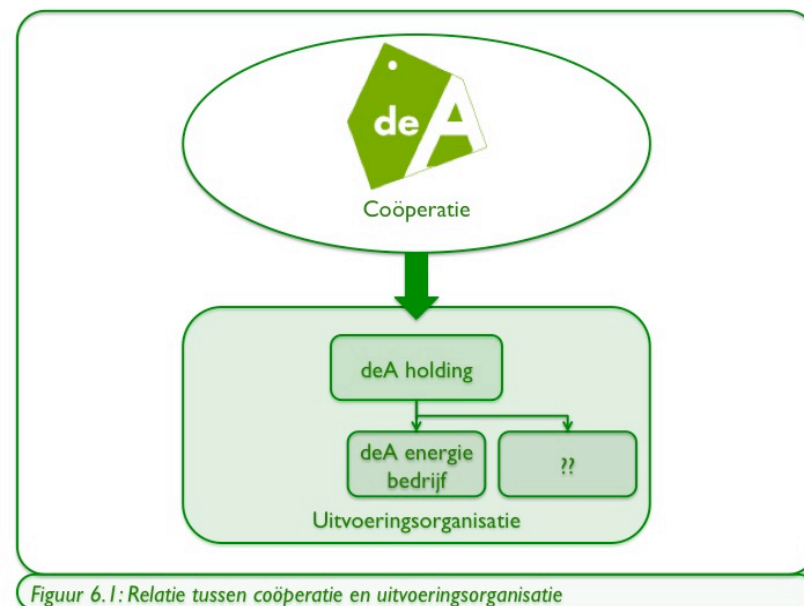 deA
Coöperatie
deA holding
deA energie
bedrijf
??
Uitvoeringsorganisatie
Figuur 6.1: Relatie tussen coöperatie en uitvoeringsorganisatie